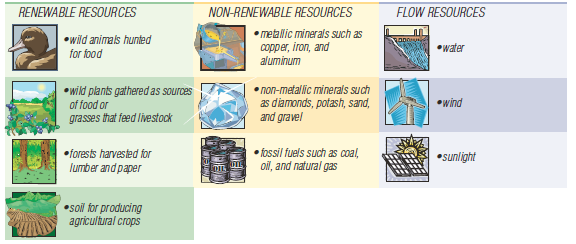 RENEWABLE RESOURCES
• wild animals hunted
for food
• wild plants gathered as sources
of food or
grasses that feed livestock
• forests harvested for
lumber and paper
• soil for producing
agricultural crops
NON-RENEWABLE RESOURCES
• metallic minerals such as
copper, iron, and
aluminum
• non-metallic minerals such
as diamonds, potash, sand,
and gravel
• fossil fuels such as coal,
oil, and natural gas
OIL OIL OIL
FLOW RESOURCES
• water
• wind
• sunlight